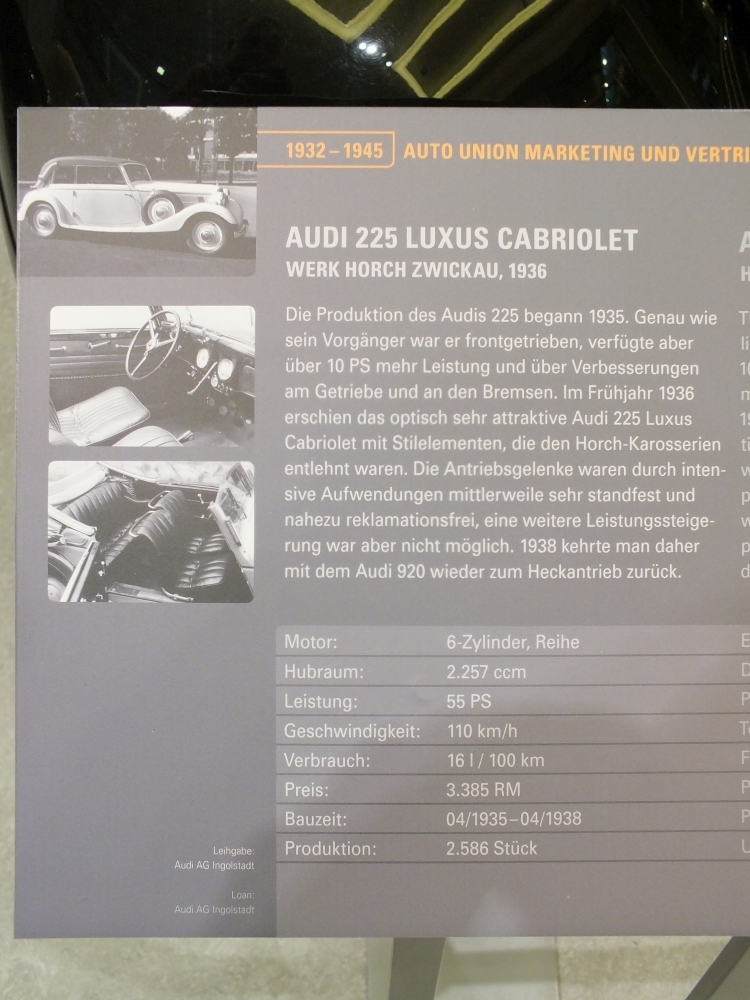 1932 – 1945 AUTO UNION MARKETING UND
AUDI 225 LUXUS CABRIOLET
WERK HORCH ZWICKAU, 1936
Die Produktion des Audis 225 begann 1935. Genau wie
sein Vorgänger war er frontgetrieben, verfügte aber
über 10 PS mehr Leistung und über Verbesserungen
am Getriebe und an den Bremsen. Im Frühjahr 1936
erschien das optisch sehr attraktive Audi 225 Luxus
Cabriolet mit Stilelementen, die den Horch-Karosserien
entlehnt waren. Die Antriebsgelenke waren durch inten-
sive Aufwendungen mittlerweile sehr standfest und
nahezu reklamationsfrei, eine weitere Leistungssteige-
rung war aber nicht möglich. 1938 kehrte man daher
mit dem Audi 920 wieder zum Heckantrieb zurück.
Motor: 6-Zylinder, Reihe
Hubraum: 2.257 ccm
Leistung: 55 PS
Geschwindigkeit: 110 km/h
Verbrauch: 16 l / 100 km
Preis: 3.385 RM
Bauzeit: 04/1935–04/1938
Produktion: 2.586 Stück
Leihgabe:
Audi AG Ingolstadt
Loan:
Audi AG Ingolstadt